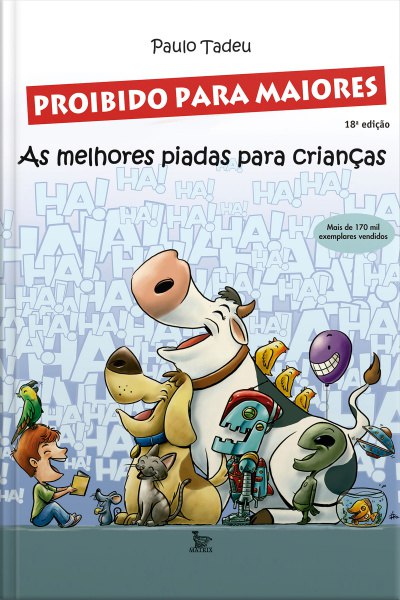 Paulo Tadeu
PROIBIDO PARA MAIORES
18ª edição
As melhores piadas para crianças
Mais de 170 mil
exemplares vendidos
HA! HA! HA! HA! HA!
MATRIX